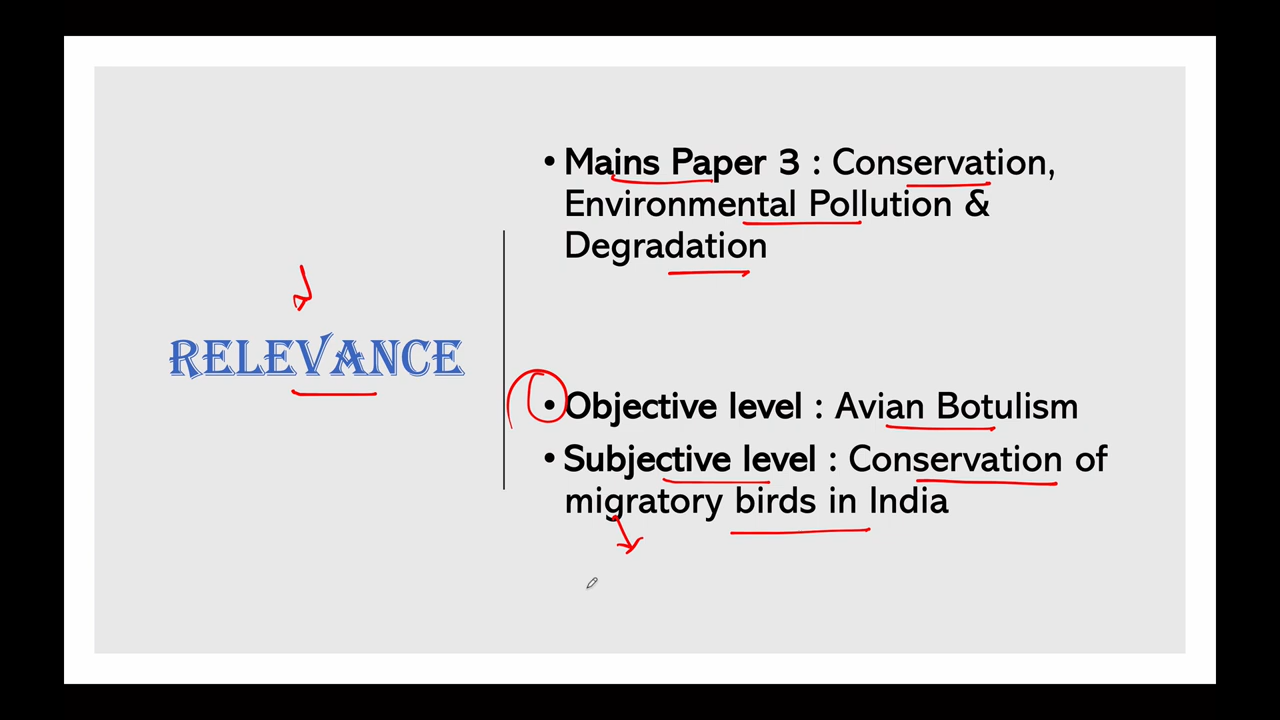 RELEVANCE
• Mains Paper 3 : Conservation,
Environmental Pollution &
Degradation
• Objective level : Avian Botulism
• Subjective level : Conservation of
migratory birds in India